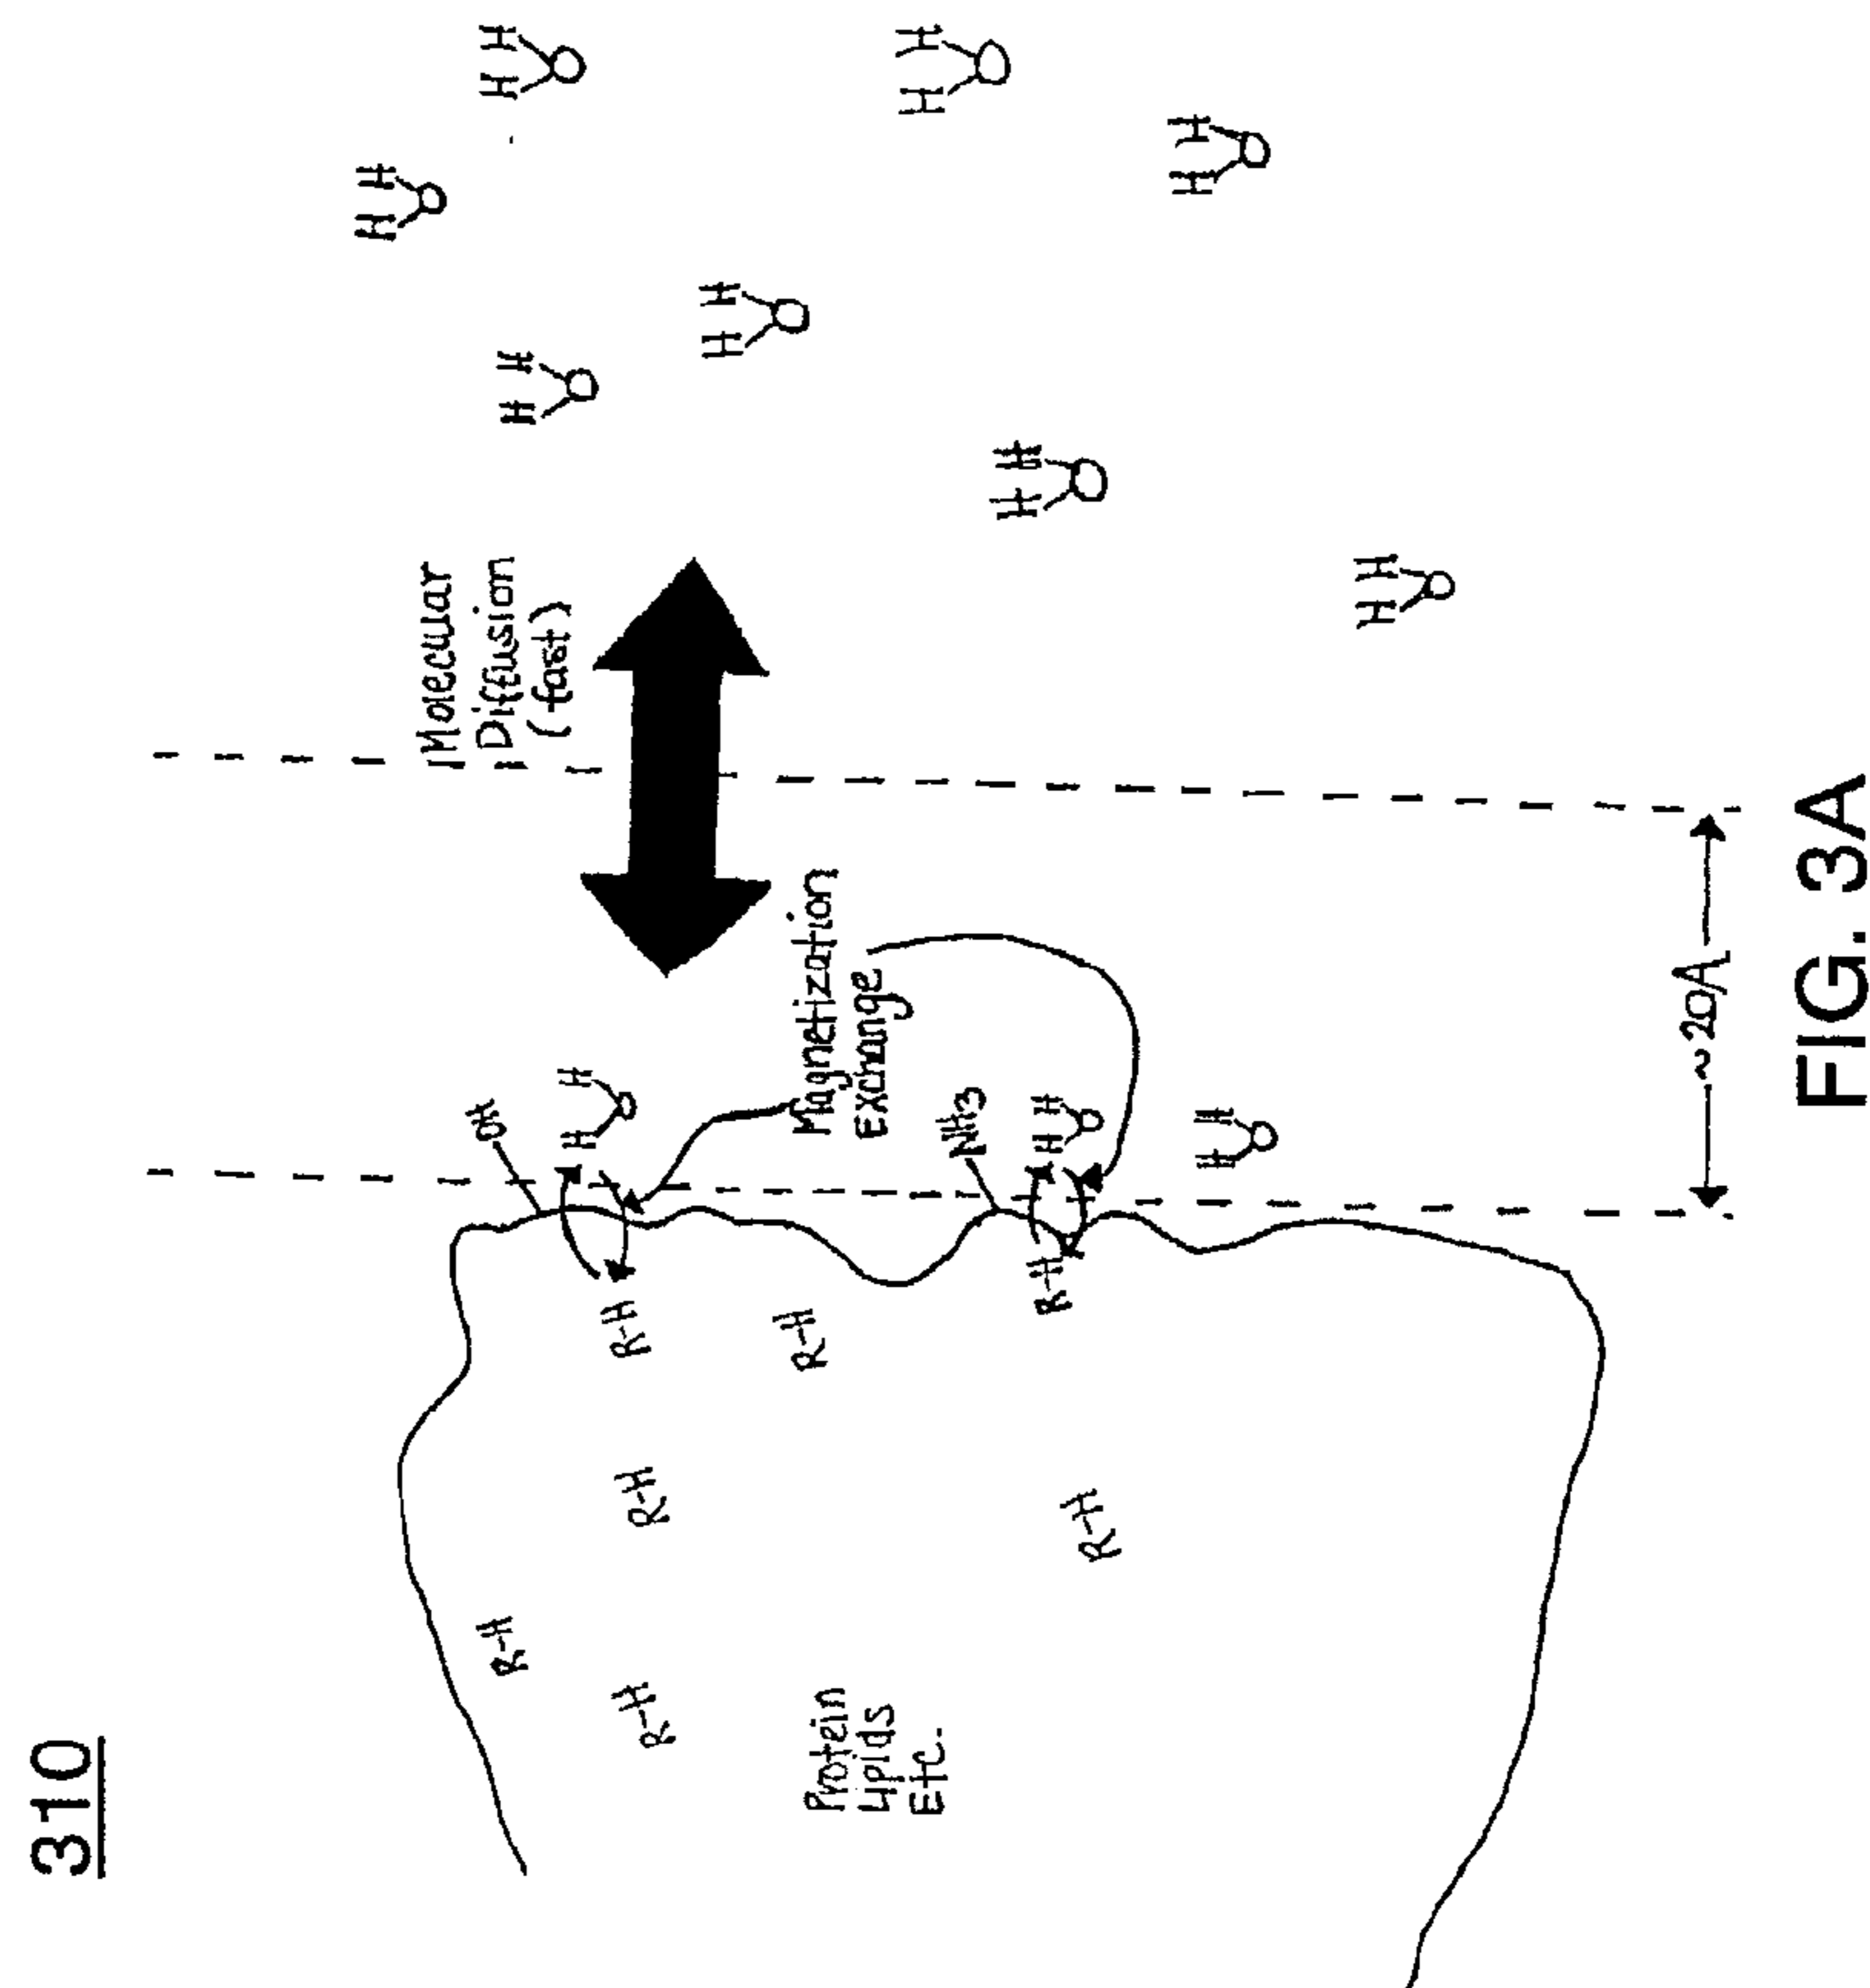 310
H H
O
Molecular
Diffusion
(fast)
OH
H H
O
R-H
H H
O
H H
O
R-H
R-H
R-H
H H
O
Magnetization
Exchange
R-H
Protein
Lipids
Etc.
H H
O
NH3
H H
O
R-H
H H
O
R-H
H H
O
H H
O
H H
O
~20A
FIG. 3A